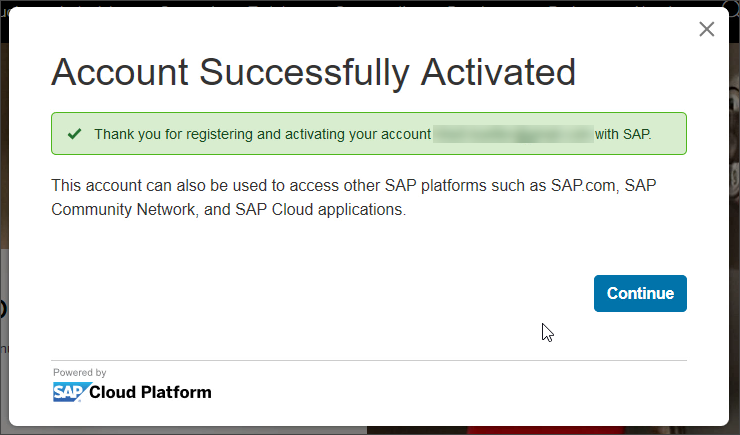 Account Successfully Activated
Thank you for registering and activating your account with SAP.
This account can also be used to access other SAP platforms such as SAP.com, SAP
Community Network, and SAP Cloud applications.
Continue
Powered by
SAP Cloud Platform